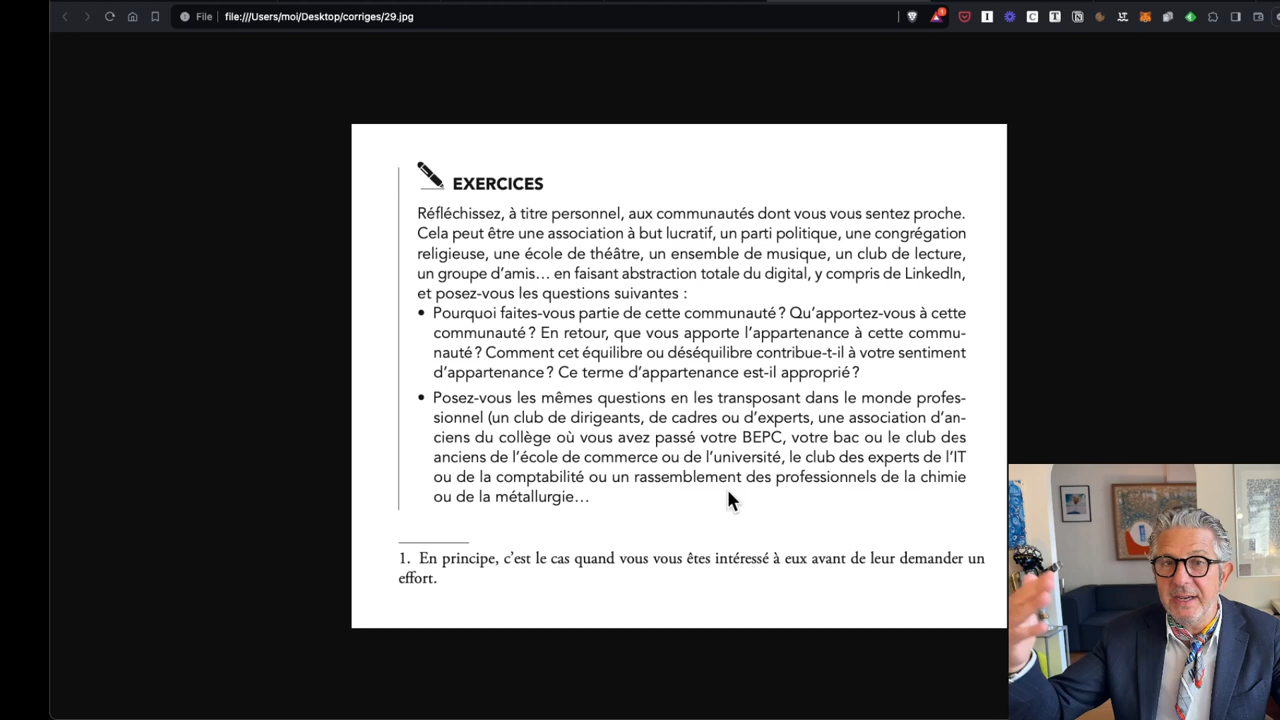 File
file:///Users/moi/Desktop/corriges/29.jpg
1
EXERCICES
Réfléchissez, à titre personnel, aux communautés dont vous vous sentez proche.
Cela peut être une association à but lucratif, un parti politique, une congrégation
religieuse, une école de théâtre, un ensemble de musique, un club de lecture,
un groupe d’amis… en faisant abstraction totale du digital, y compris de LinkedIn,
et posez-vous les questions suivantes :
• Pourquoi faites-vous partie de cette communauté ? Qu’apportez-vous à cette
communauté ? En retour, que vous apporte l’appartenance à cette commu-
nauté ? Comment cet équilibre ou déséquilibre contribue-t-il à votre sentiment
d’appartenance ? Ce terme d’appartenance est-il approprié ?
• Posez-vous les mêmes questions en les transposant dans le monde profes-
sionnel (un club de dirigeants, de cadres ou d’experts, une association d’an-
ciens du collège où vous avez passé votre BEPC, votre bac ou le club des
anciens de l’école de commerce ou de l’université, le club des experts de l’IT
ou de la comptabilité ou un rassemblement des professionnels de la chimie
ou de la métallurgie…
1. En principe, c’est le cas quand vous vous êtes intéressé à eux avant de leur demander un
effort.